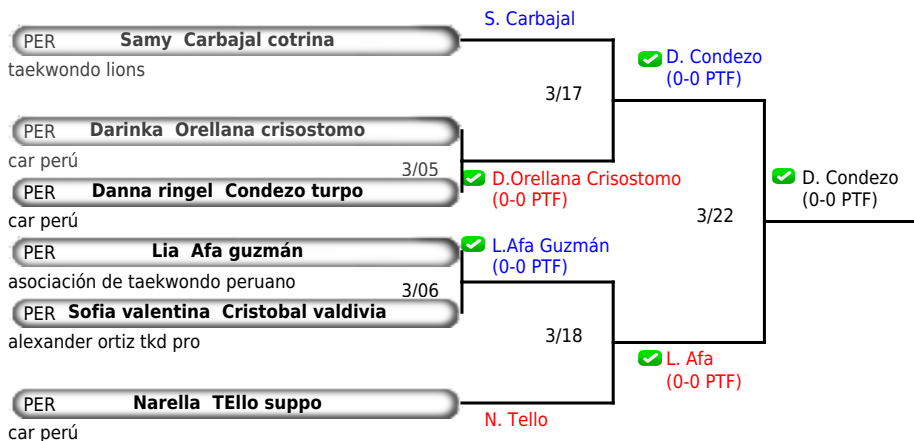 S. Carbajal
PER Samy Carbajal cotrina
taekwondo lions
D. Condezo
(0-0 PTF)
3/17
PER Darinka Orellana crisostomo
car perú
3/05
D.Orellana Crisostomo
(0-0 PTF)
PER Danna ringel Condezo turpo
car perú
D. Condezo
(0-0 PTF)
3/22
PER Lia Afa guzmán
asociación de taekwondo peruano
L.Afa Guzmán
(0-0 PTF)
3/06
PER Sofia valentina Cristobal valdivia
alexander ortiz tkd pro
3/18
L. Afa
(0-0 PTF)
PER Narella TEllo suppo
car perú
N. Tello